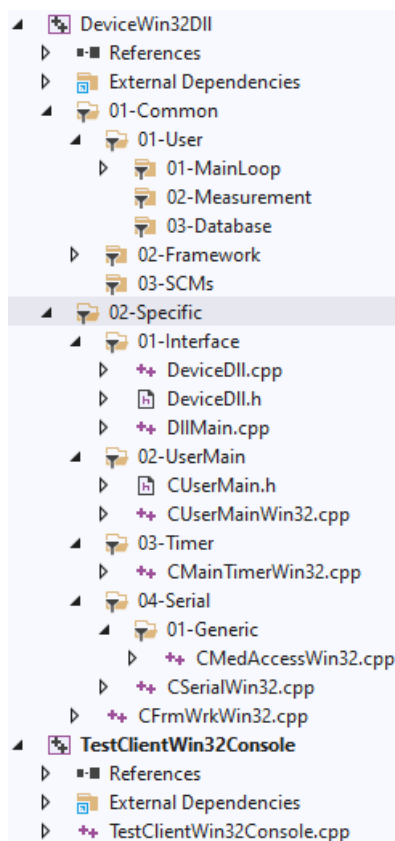 DeviceWin32Dll
References
External Dependencies
01-Common
01-User
01-MainLoop
02-Measurement
03-Database
02-Framework
03-SCMs
02-Specific
01-Interface
DeviceDll.cpp
DeviceDll.h
DllMain.cpp
02-UserMain
CUserMain.h
CUserMainWin32.cpp
03-Timer
CMainTimerWin32.cpp
04-Serial
01-Generic
CMedAccessWin32.cpp
CSerialWin32.cpp
CFrmWrkWin32.cpp
TestClientWin32Console
References
External Dependencies
TestClientWin32Console.cpp